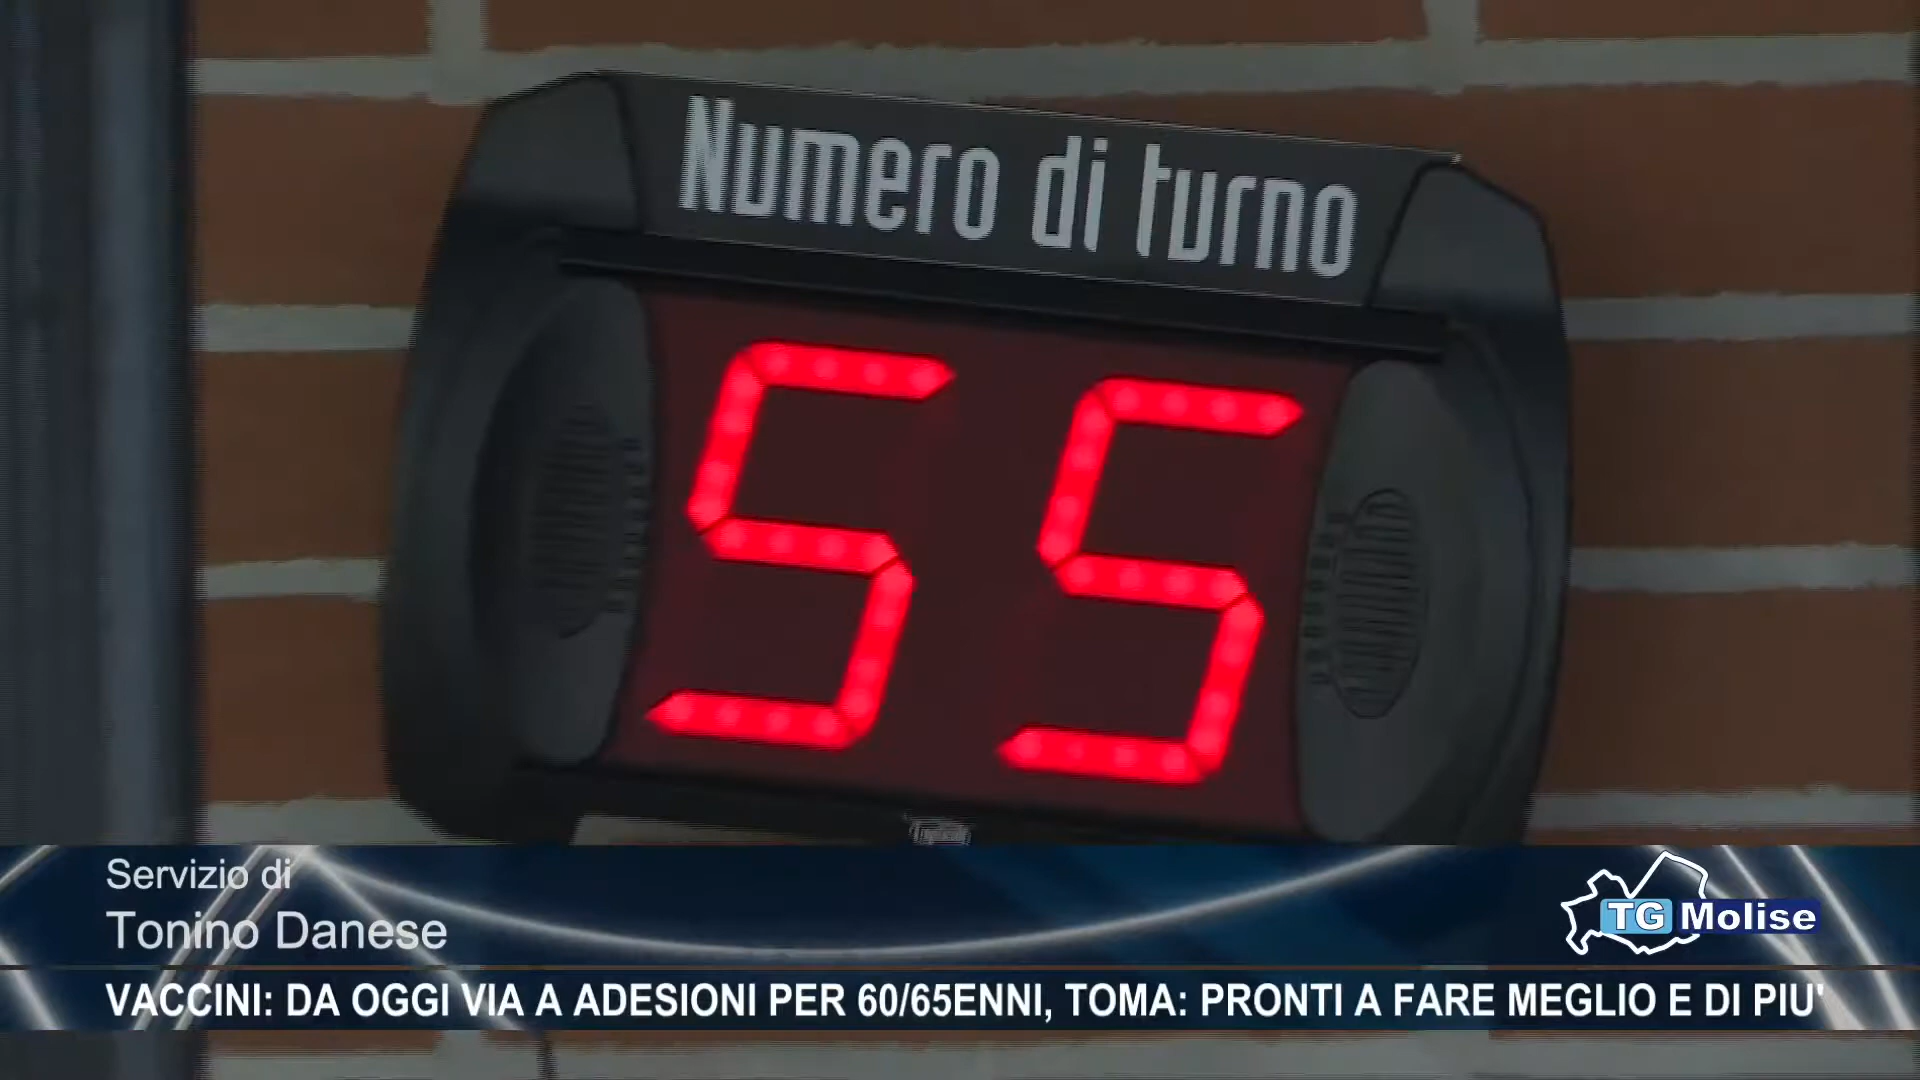 Numero di turno
55
Servizio di
Tonino Danese
TG Molise
VACCINI: DA OGGI VIA A ADESIONI PER 60/65ENNI, TOMA: PRONTI A FARE MEGLIO E DI PIU'